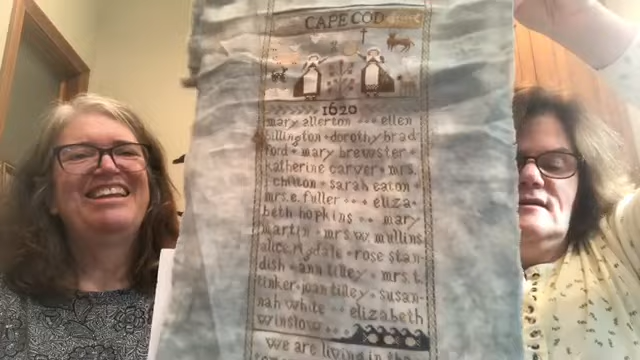 CAPE COD
1620
mary allerton ellen
billington dorothy brad
ford mary brewster
katherine carver mrs.
j chilton sarah eaton
mrs. e. fuller eliza-
beth hopkins mary
martin mrs. w. mullins
alice rigdale rose stan-
dish ann tilley mrs. t.
tinker joan tilley susan-
nah white elizabeth
winslow
we are living in the